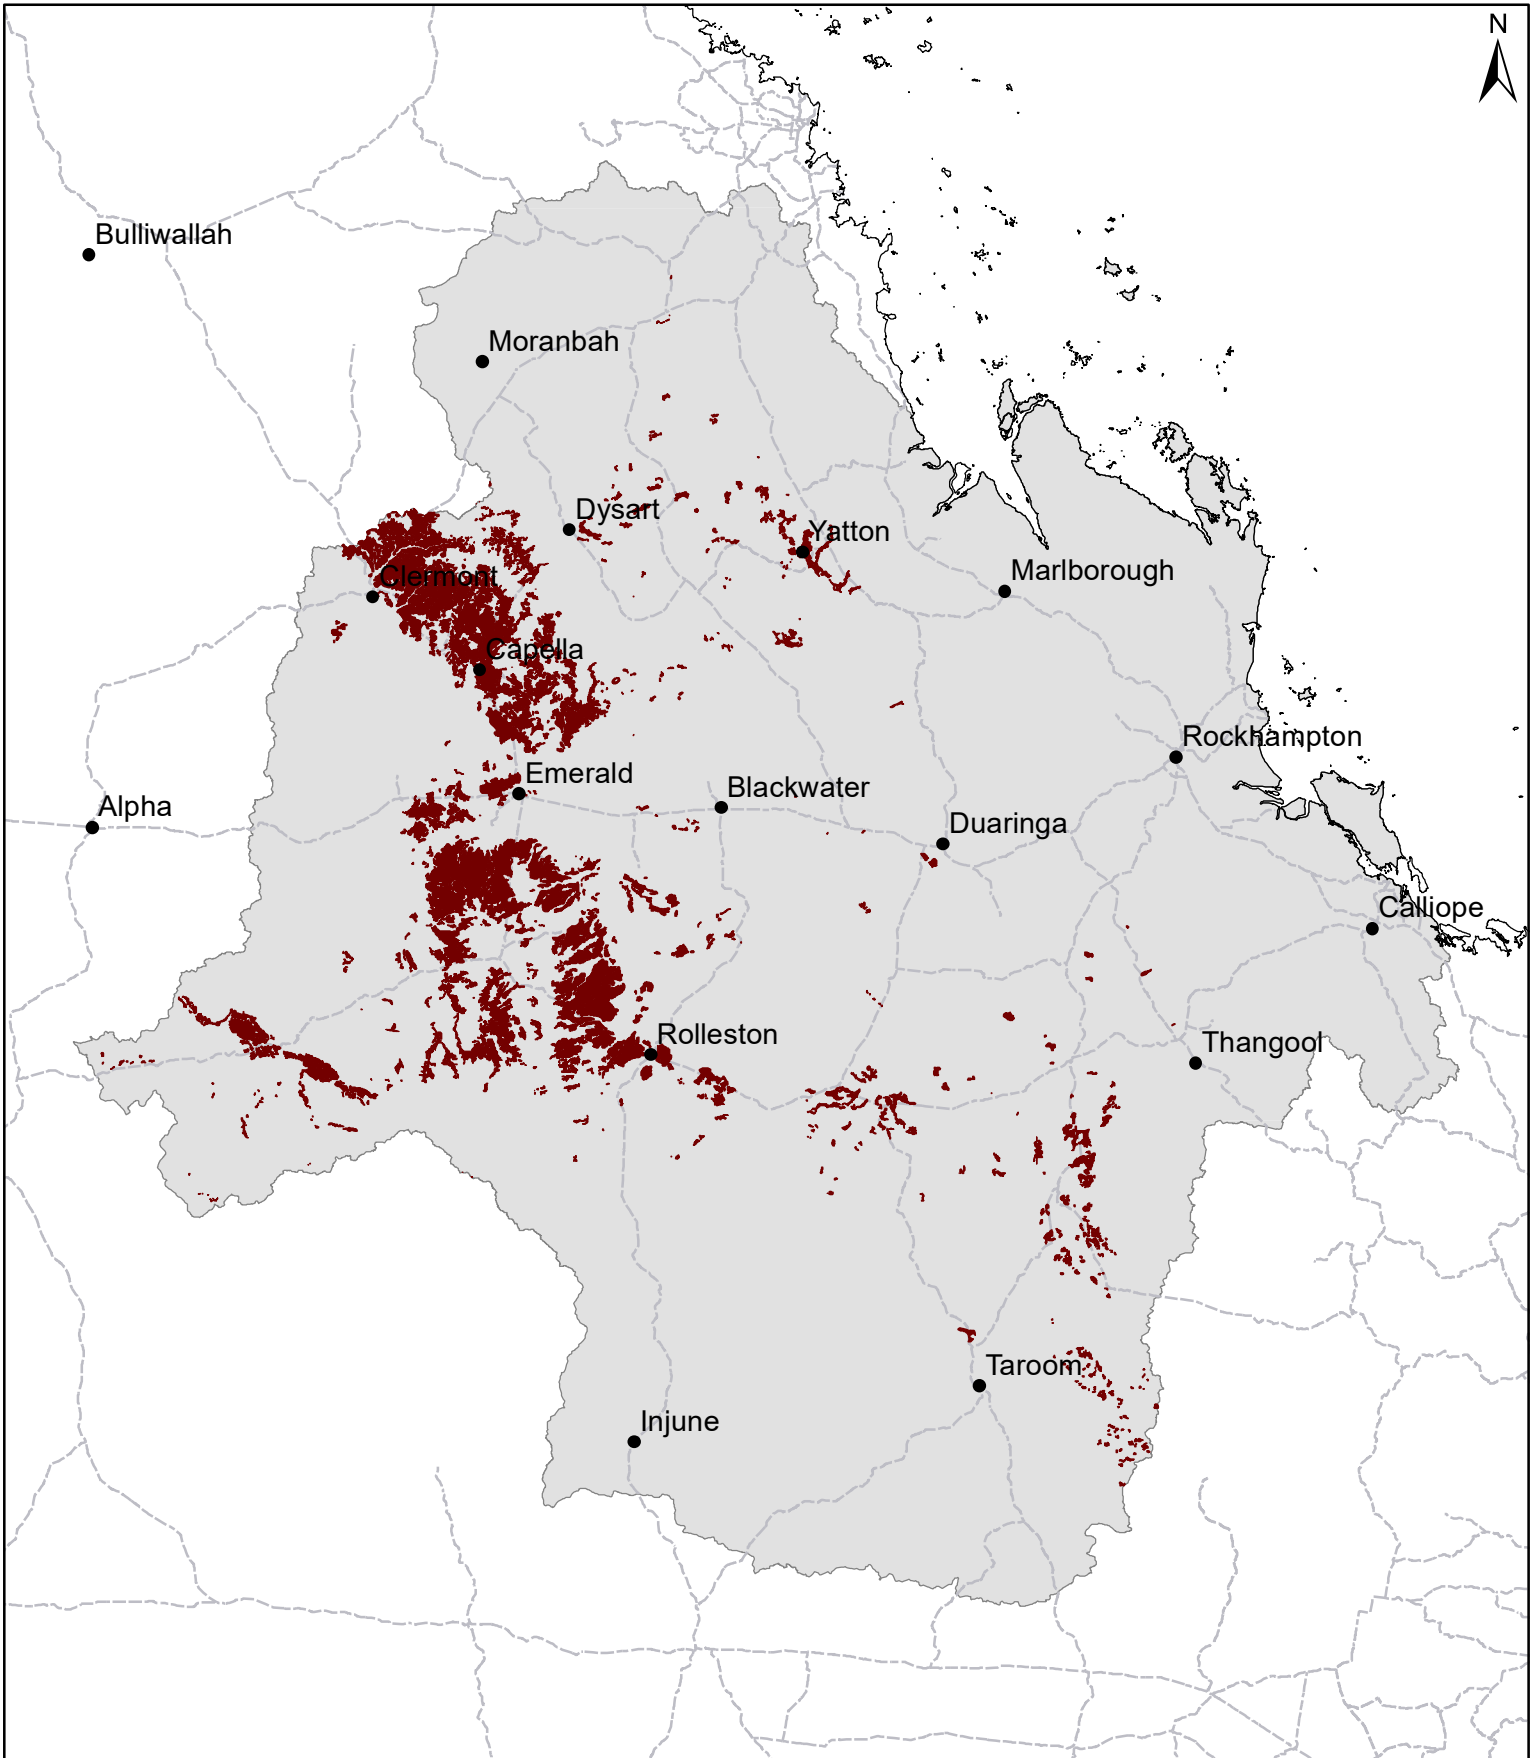 N
Bulliwallah
Moranbah
Dysart
Yatton
Clermont
Marlborough
Capella
Rockhampton
Emerald
Blackwater
Alpha
Duaringa
Calliope
Rolleston
Thangool
Taroom
Injune